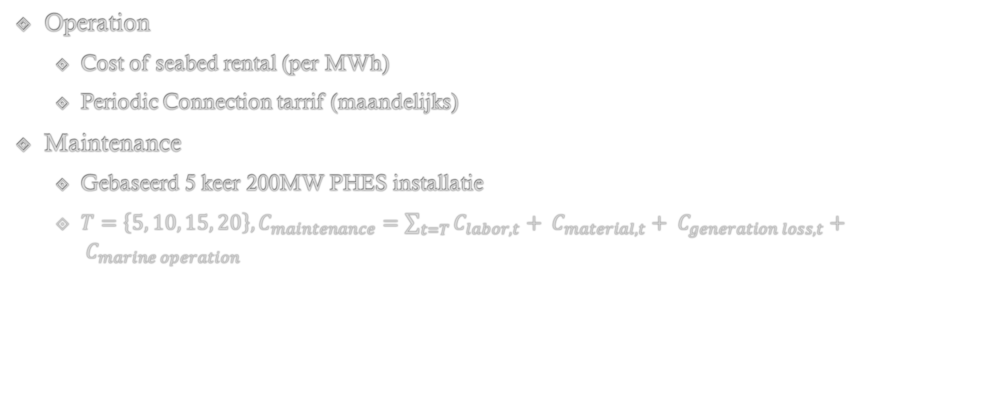 Operation
Cost of seabed rental (per MWh)
Periodic Connection tarrif (maandelijks)
Maintenance
Gebaseerd 5 keer 200MW PHES installatie
T = {5, 10, 15, 20}, C_{maintenance} = ∑_{t=T} C_{labor,t} + C_{material,t} + C_{generation loss,t} +
C_{marine operation}